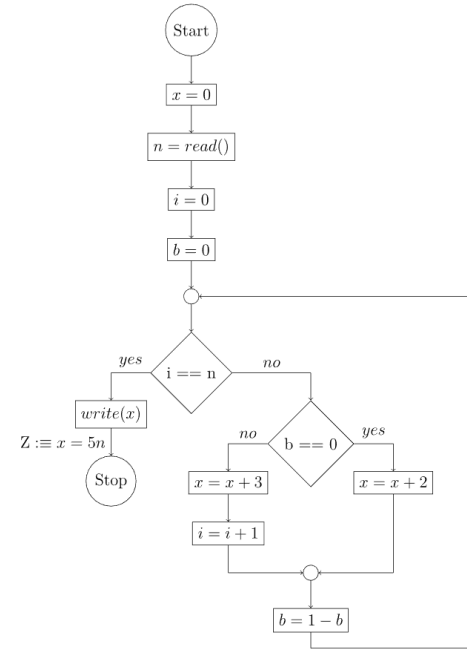 Start
x = 0
n = read()
i = 0
b = 0
i == n
yes
no
write(x)
Z :≡ x = 5n
Stop
b == 0
no
yes
x = x + 3
x = x + 2
i = i + 1
b = 1 − b